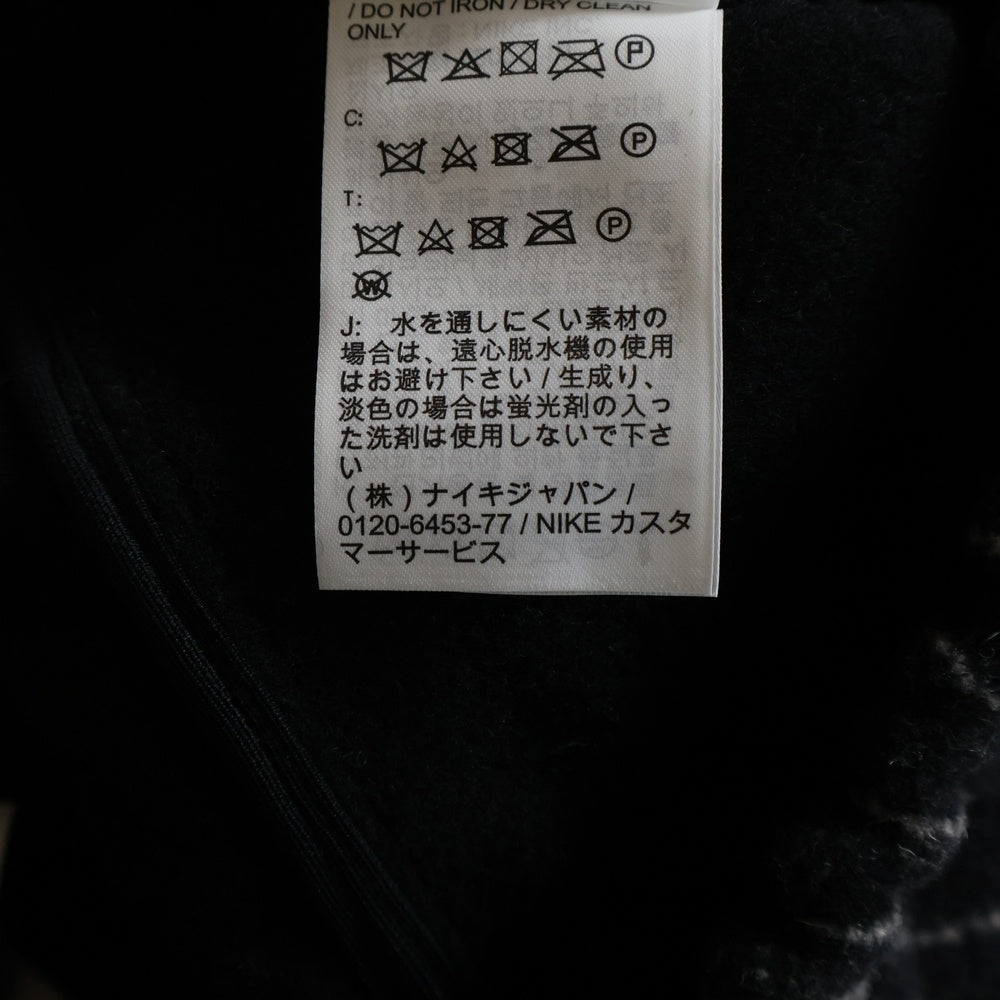 / DO NOT IRON / DRY CLEAN
ONLY
P
C:
P
T:
P
W
J: 水を通しにくい素材の
場合は、遠心脱水機の使用
はお避け下さい / 生成り、
淡色の場合は蛍光剤の入っ
た洗剤は使用しないで下さ
い
(株)ナイキジャパン /
0120-6453-77 / NIKE カスタ
マーサービス